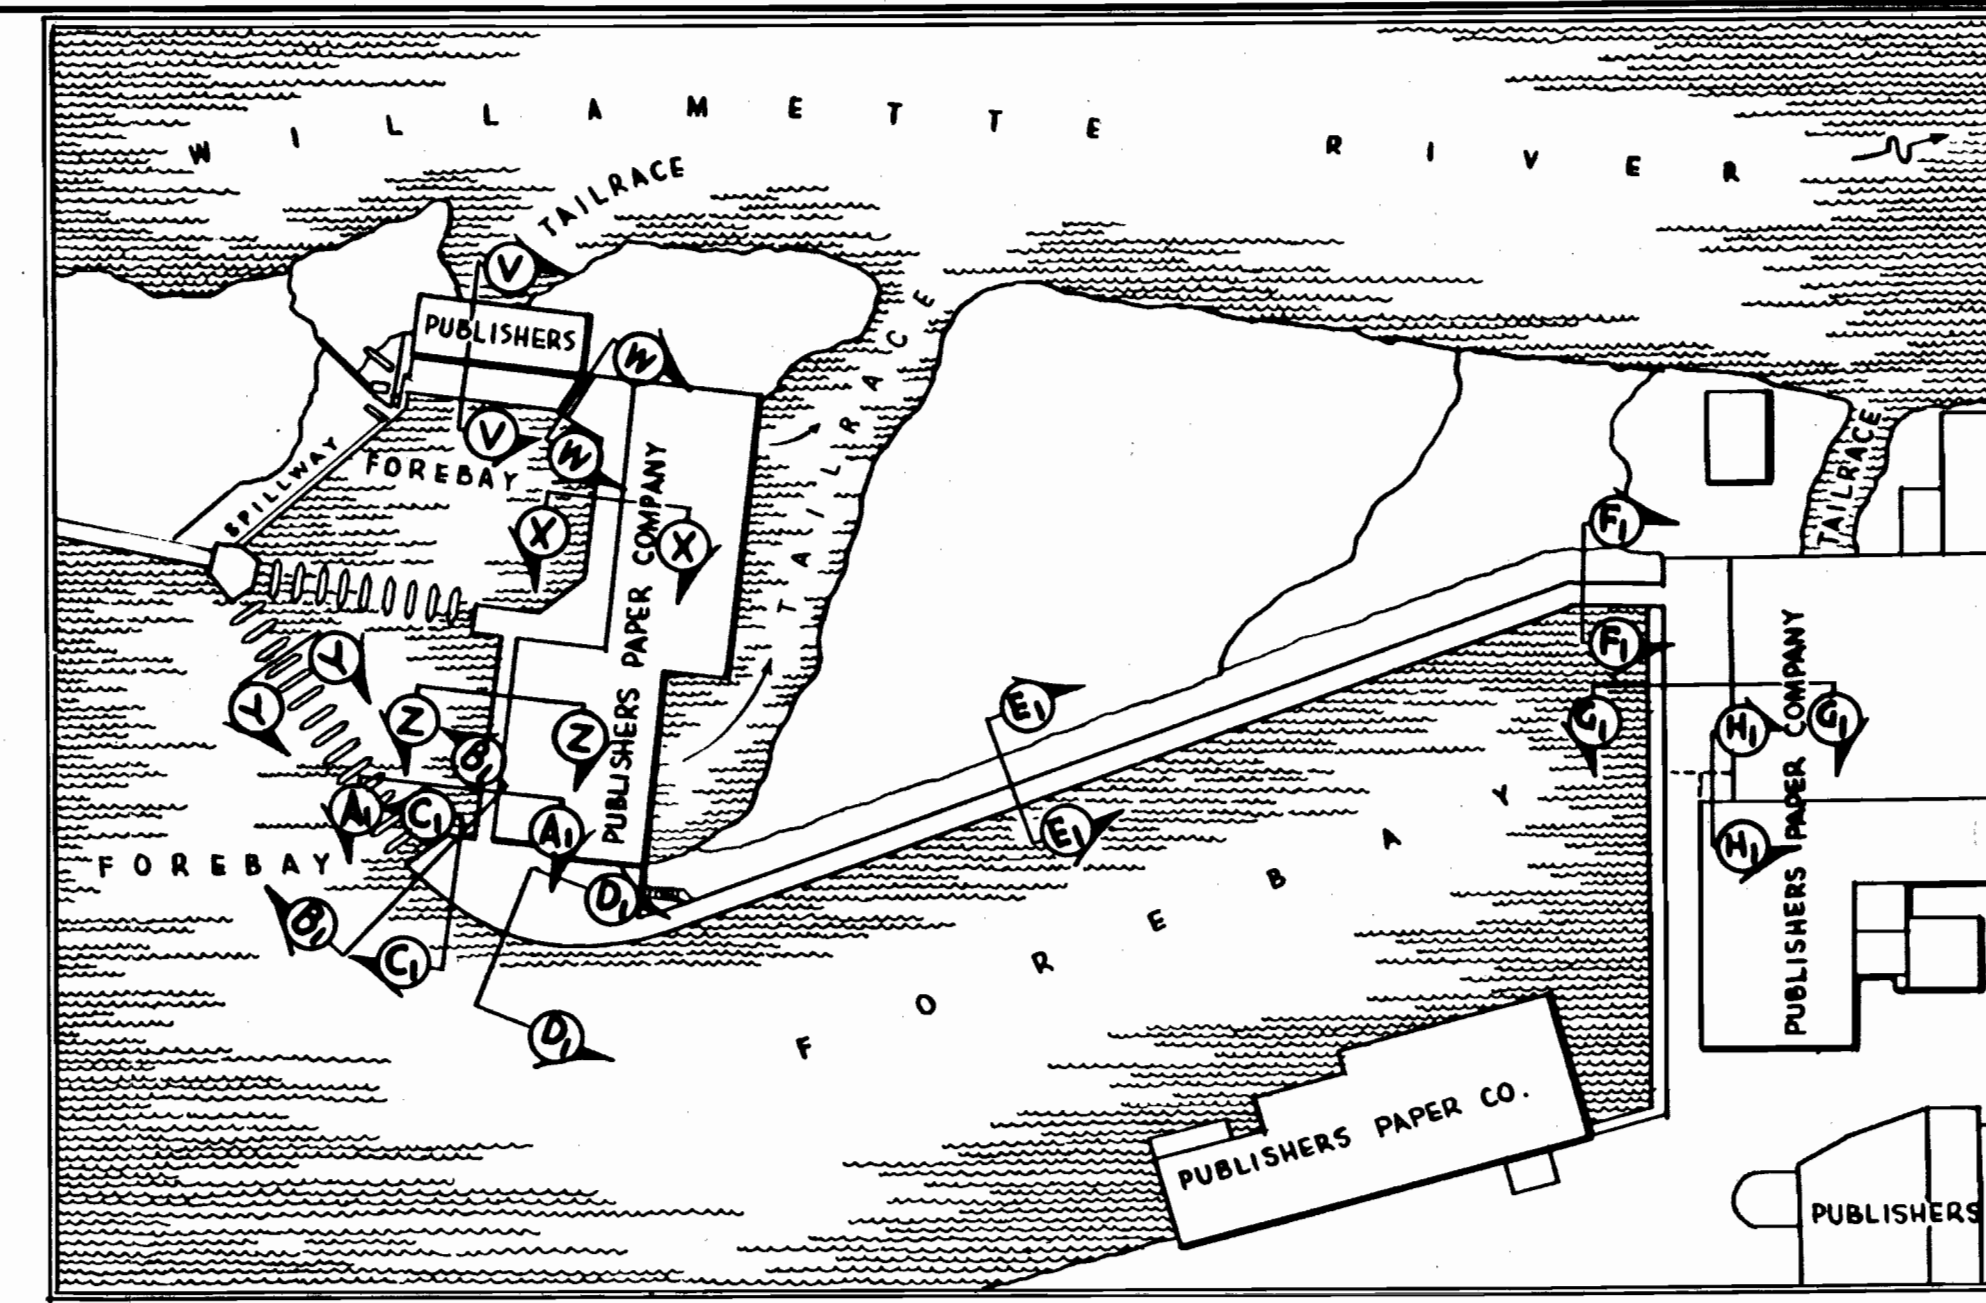 WILLAMETTE RIVER
TAILRACE
V
PUBLISHERS
W
TAILRACE
V
W
SPILLWAY
FOREBAY
X
X
PUBLISHERS PAPER COMPANY
Y
Y
Z
Z
B1
A1
C1
A1
FOREBAY
D1
B1
C1
D1
E1
E1
FOREBAY
TAILRACE
F1
F1
G1
H1
G1
H1
PUBLISHERS PAPER COMPANY
PUBLISHERS PAPER CO.
PUBLISHERS